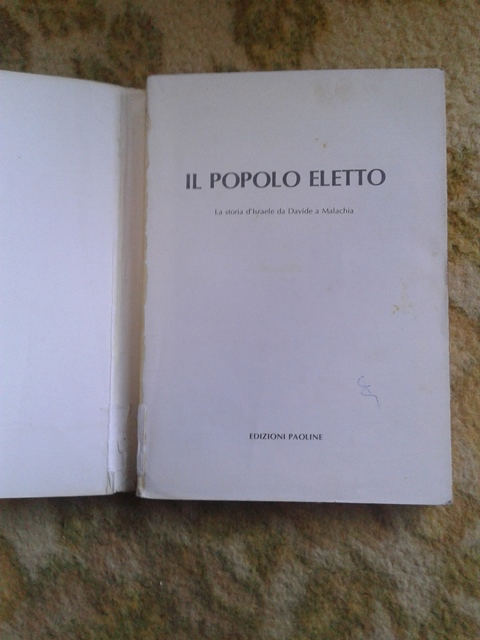 IL POPOLO ELETTO
La storia d'Israele da Davide a Malachia
EDIZIONI PAOLINE